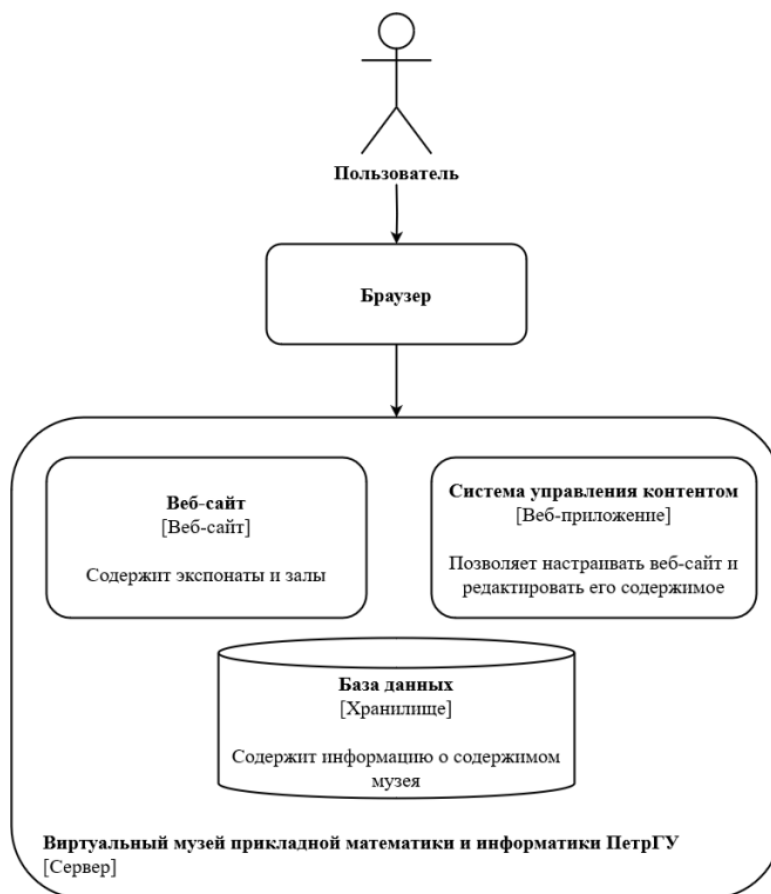 Пользователь
Браузер
Веб-сайт
[Веб-сайт]
Содержит экспонаты и залы
Система управления контентом
[Веб-приложение]
Позволяет настраивать веб-сайт и
редактировать его содержимое
База данных
[Хранилище]
Содержит информацию о содержимом
музея
Виртуальный музей прикладной математики и информатики ПетрГУ
[Сервер]